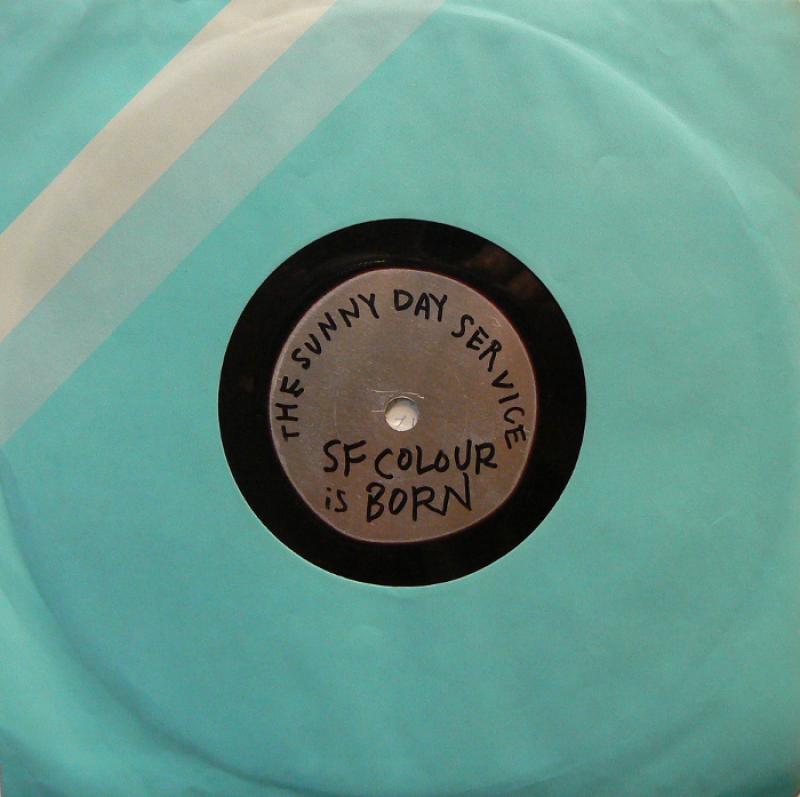 THE SUNNY DAY SERVICE
SF COLOUR
is BORN